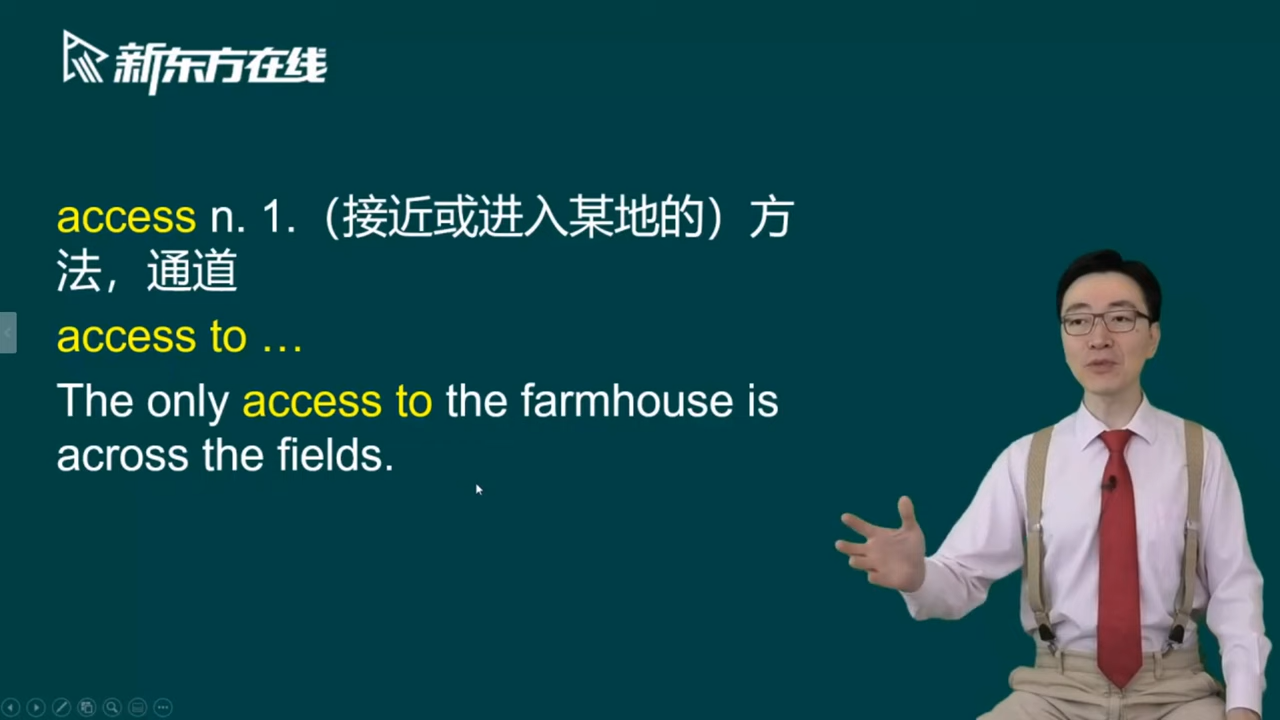 新东方在线
access n. 1.（接近或进入某地的）方
法，通道
access to …
The only access to the farmhouse is
across the fields.